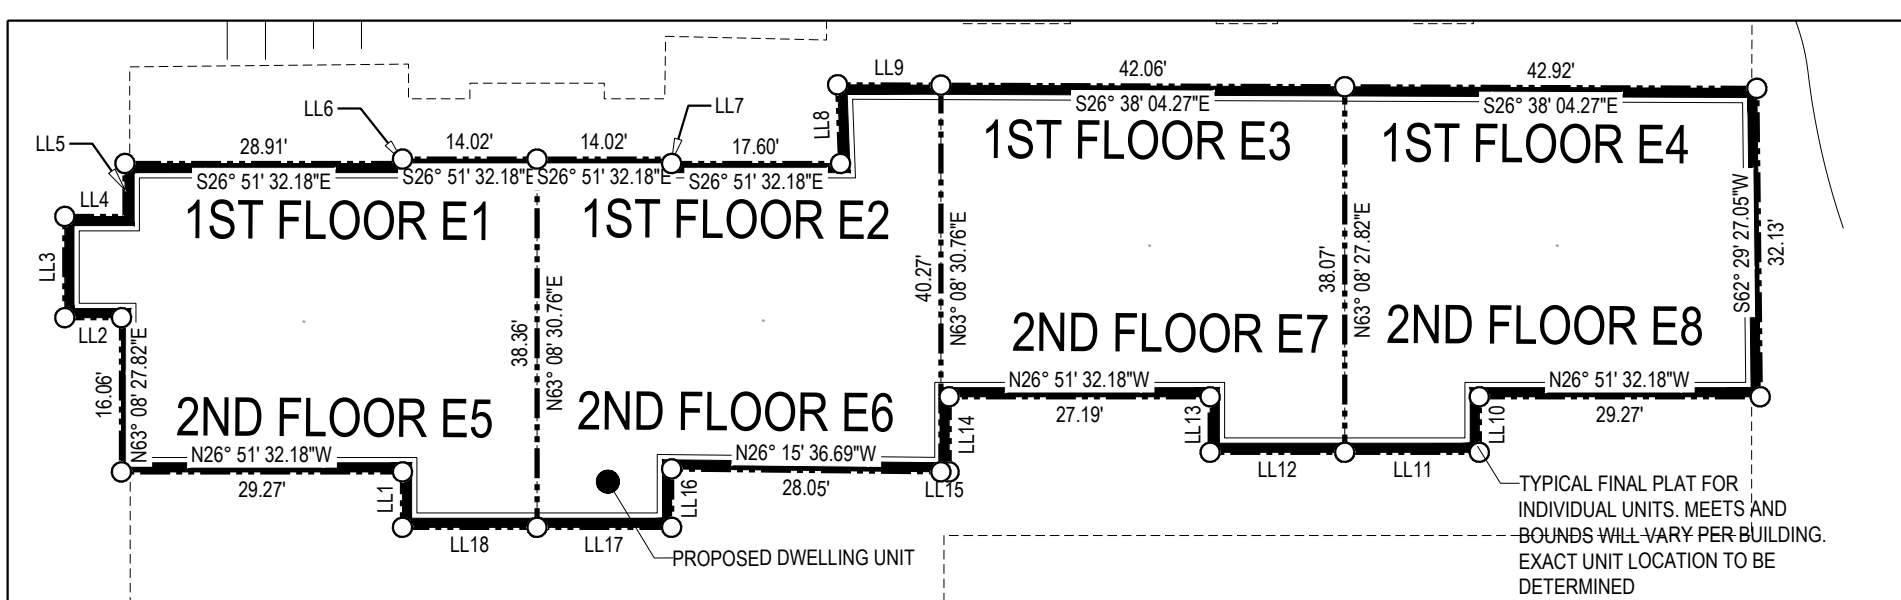 LL9
42.06'
42.92'
S26° 38' 04.27"E
S26° 38' 04.27"E
LL6
LL7
LL8
LL5
28.91'
14.02'
14.02'
17.60'
1ST FLOOR E3
1ST FLOOR E4
S26° 51' 32.18"E
S26° 51' 32.18"E
S26° 51' 32.18"E
S26° 51' 32.18"E
LL4
1ST FLOOR E1
1ST FLOOR E2
LL3
40.27'
N63° 08' 30.76"E
38.07'
N63° 08' 27.82"E
S62° 29' 27.05"W
32.13'
LL2
2ND FLOOR E7
2ND FLOOR E8
16.06'
N63° 08' 27.82"E
38.36'
N63° 08' 30.76"E
N26° 51' 32.18"W
N26° 51' 32.18"W
2ND FLOOR E5
2ND FLOOR E6
LL14
27.19'
LL13
LL10
29.27'
N26° 51' 32.18"W
N26° 15' 36.69"W
29.27'
LL1
LL16
28.05'
LL15
LL12
LL11
LL18
LL17
PROPOSED DWELLING UNIT
TYPICAL FINAL PLAT FOR
INDIVIDUAL UNITS. MEETS AND
BOUNDS WILL VARY PER BUILDING.
EXACT UNIT LOCATION TO BE
DETERMINED